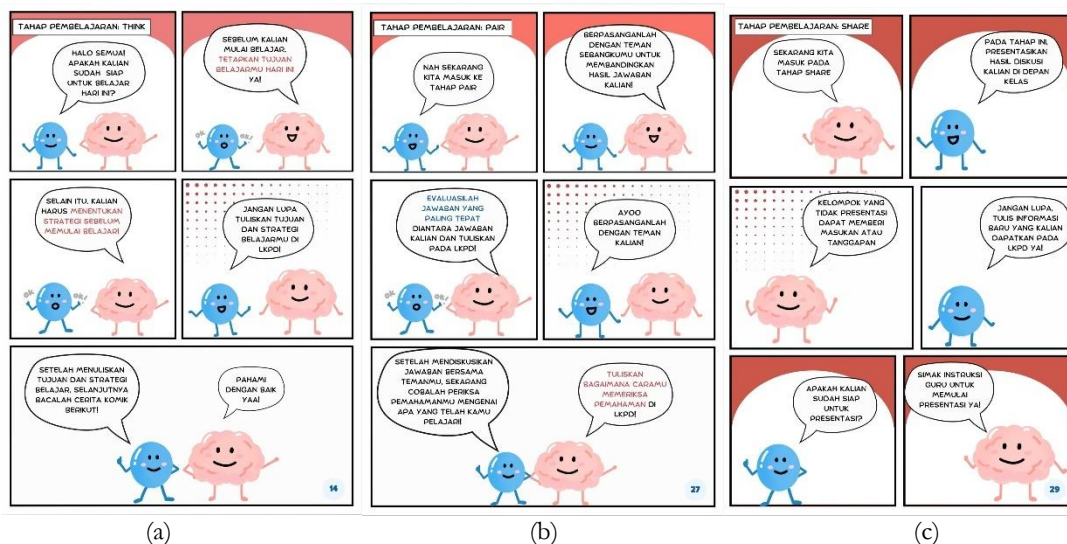 TAHAP PEMBELAJARAN: THINK
HALO SEMUA!
APAKAH KALIAN
SUDAH SIAP
UNTUK BELAJAR
HARI INI?
SEBELUM KALIAN
MULAI BELAJAR,
TETAPKAN TUJUAN
BELAJARMU HARI INI
YA!
OK
OK!
SELAIN ITU, KALIAN
HARUS MENENTUKAN
STRATEGI SEBELUM
MEMULAI BELAJAR!
OK
OK!
JANGAN LUPA
TULISKAN TUJUAN
DAN STRATEGI
BELAJARMU DI
LKPD!
SETELAH MENULISKAN
TUJUAN DAN STRATEGI
BELAJAR, SELANJUTNYA
BACALAH CERITA KOMIK
BERIKUT!
PAHAMI
DENGAN BAIK
YAA!
14
(a)
TAHAP PEMBELAJARAN: PAIR
NAH SEKARANG
KITA MASUK KE
TAHAP PAIR
BERPASANGANLAH
DENGAN TEMAN
SEBANGKUMU UNTUK
MEMBANDINGKAN
HASIL JAWABAN
KALIAN!
EVALUASILAH
JAWABAN YANG
PALING TEPAT
DIANTARA JAWABAN
KALIAN DAN TULISKAN
PADA LKPD!
OK
OK!
AYOO
BERPASANGANLAH
DENGAN TEMAN
KALIAN!
SETELAH MENDISKUSIKAN
JAWABAN BERSAMA
TEMANMU, SEKARANG
COBALAH PERIKSA
PEMAHAMANMU MENGENAI
APA YANG TELAH KAMU
PELAJARI!
TULISKAN
BAGAIMANA CARAMU
MEMERIKSA
PEMAHAMAN DI
LKPD!
27
(b)
TAHAP PEMBELAJARAN: SHARE
SEKARANG KITA
MASUK PADA
TAHAP SHARE
PADA TAHAP INI,
PRESENTASIKAN
HASIL DISKUSI
KALIAN DI DEPAN
KELAS
KELOMPOK YANG
TIDAK PRESENTASI
DAPAT MEMBERI
MASUKAN ATAU
TANGGAPAN
JANGAN LUPA,
TULIS INFORMASI
BARU YANG KALIAN
DAPATKAN PADA
LKPD YA!
APAKAH KALIAN
SUDAH SIAP
UNTUK
PRESENTASI?
SIMAK INSTRUKSI
GURU UNTUK
MEMULAI
PRESENTASI YA!
29
(c)